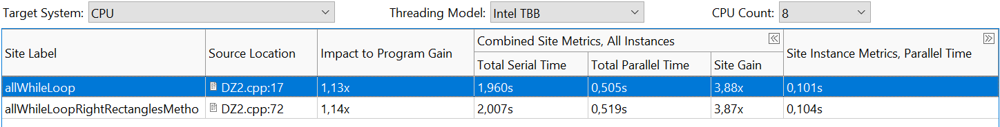 Target System: CPU Threading Model: Intel TBB CPU Count: 8
Site Label Source Location Impact to Program Gain Combined Site Metrics, All Instances Site Instance Metrics, Parallel Time
Total Serial Time Total Parallel Time Site Gain
allWhileLoop DZ2.cpp:17 1,13x 1,960s 0,505s 3,88x 0,101s
allWhileLoopRightRectanglesMetho DZ2.cpp:72 1,14x 2,007s 0,519s 3,87x 0,104s